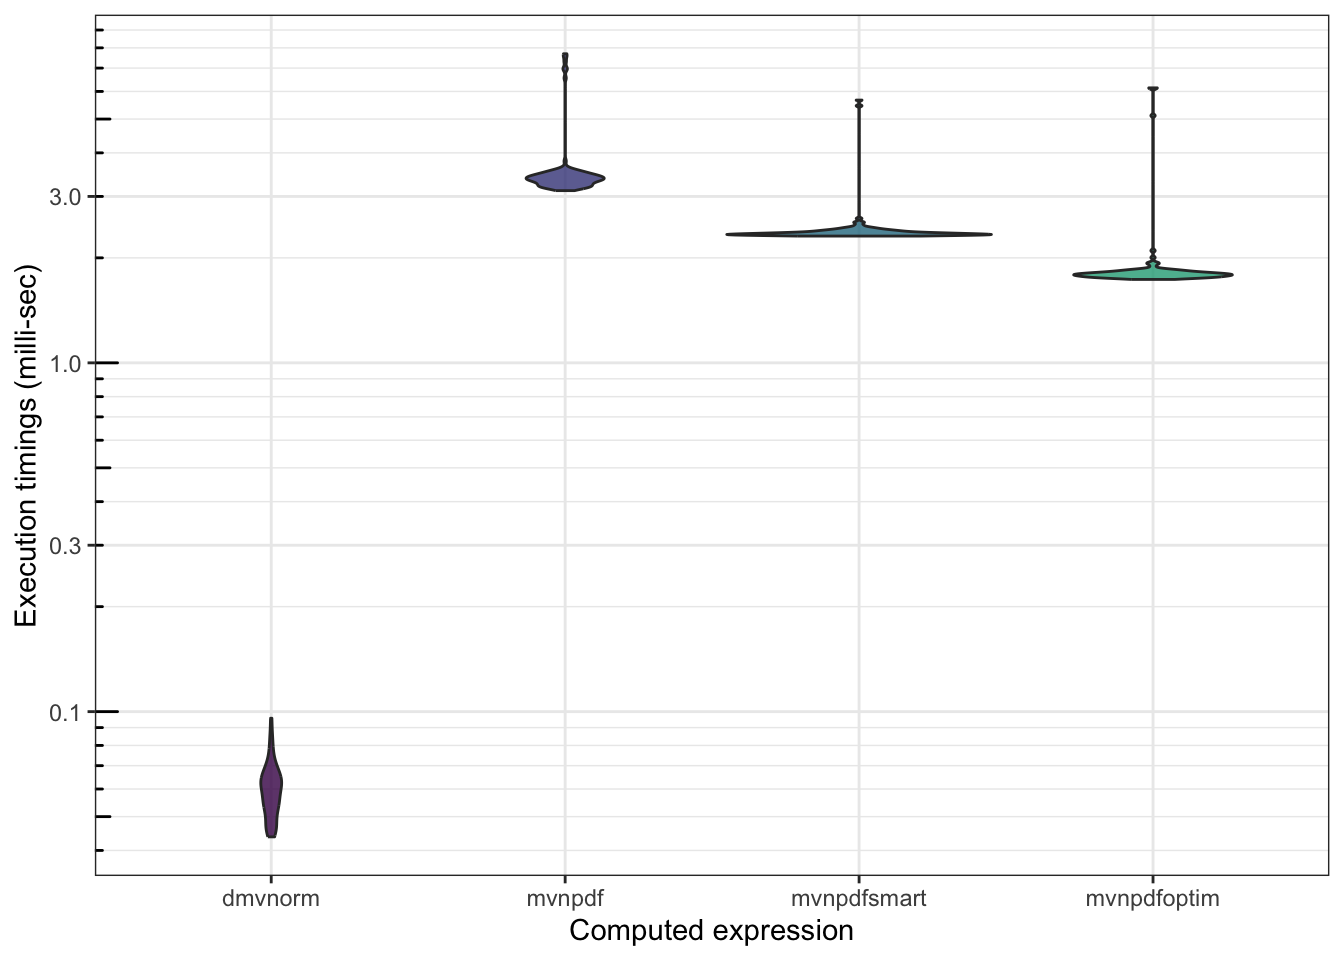 Execution timings (milli-sec)
3.0
1.0
0.3
0.1
dmvnorm
mvnpdf
mvnpdfsmart
mvnpdfoptim
Computed expression